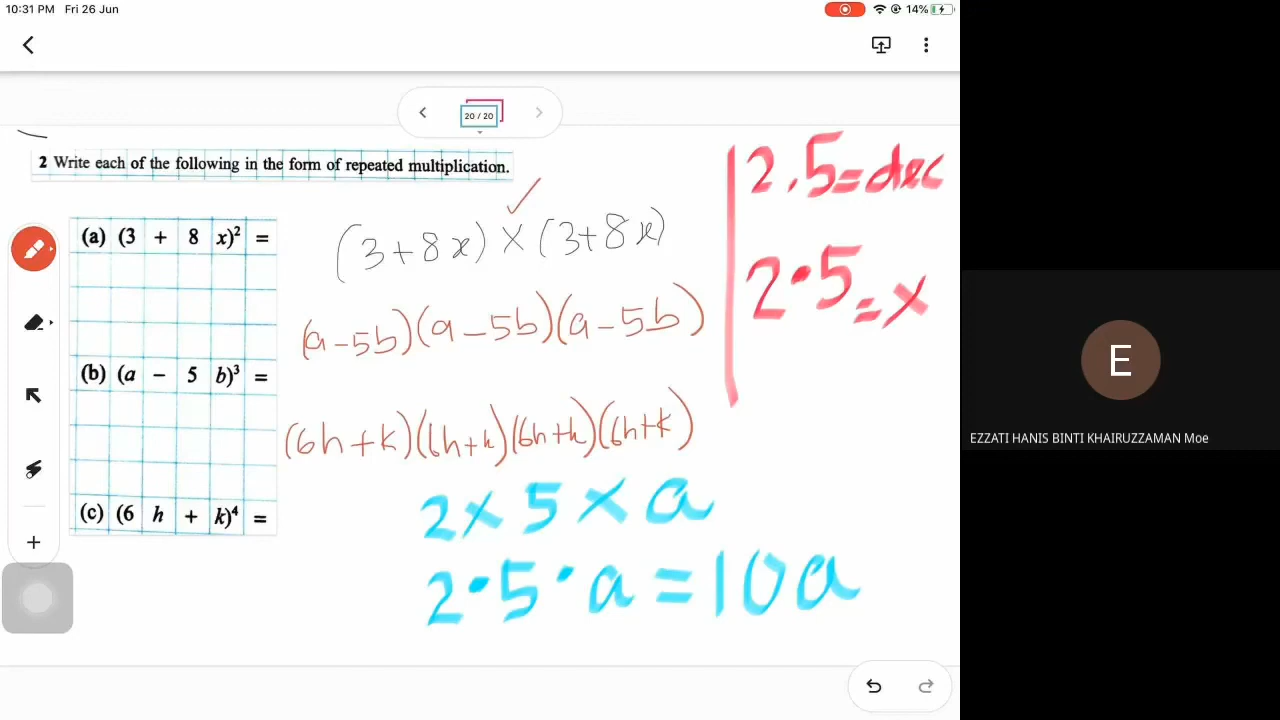 10:31 PM Fri 26 Jun
14%
20 / 20
2 Write each of the following in the form of repeated multiplication.
(a) (3 + 8 x)² =
(3+8x) × (3+8x)
(a-5b)(a-5b)(a-5b)
(b) (a - 5 b)³ =
(6h+k)(6h+k)(6h+k)(6h+k)
(c) (6 h + k)⁴ =
2×5×a
2•5•a=10a
2.5=dec
2•5=×
E
EZZATI HANIS BINTI KHAIRUZZAMAN Moe